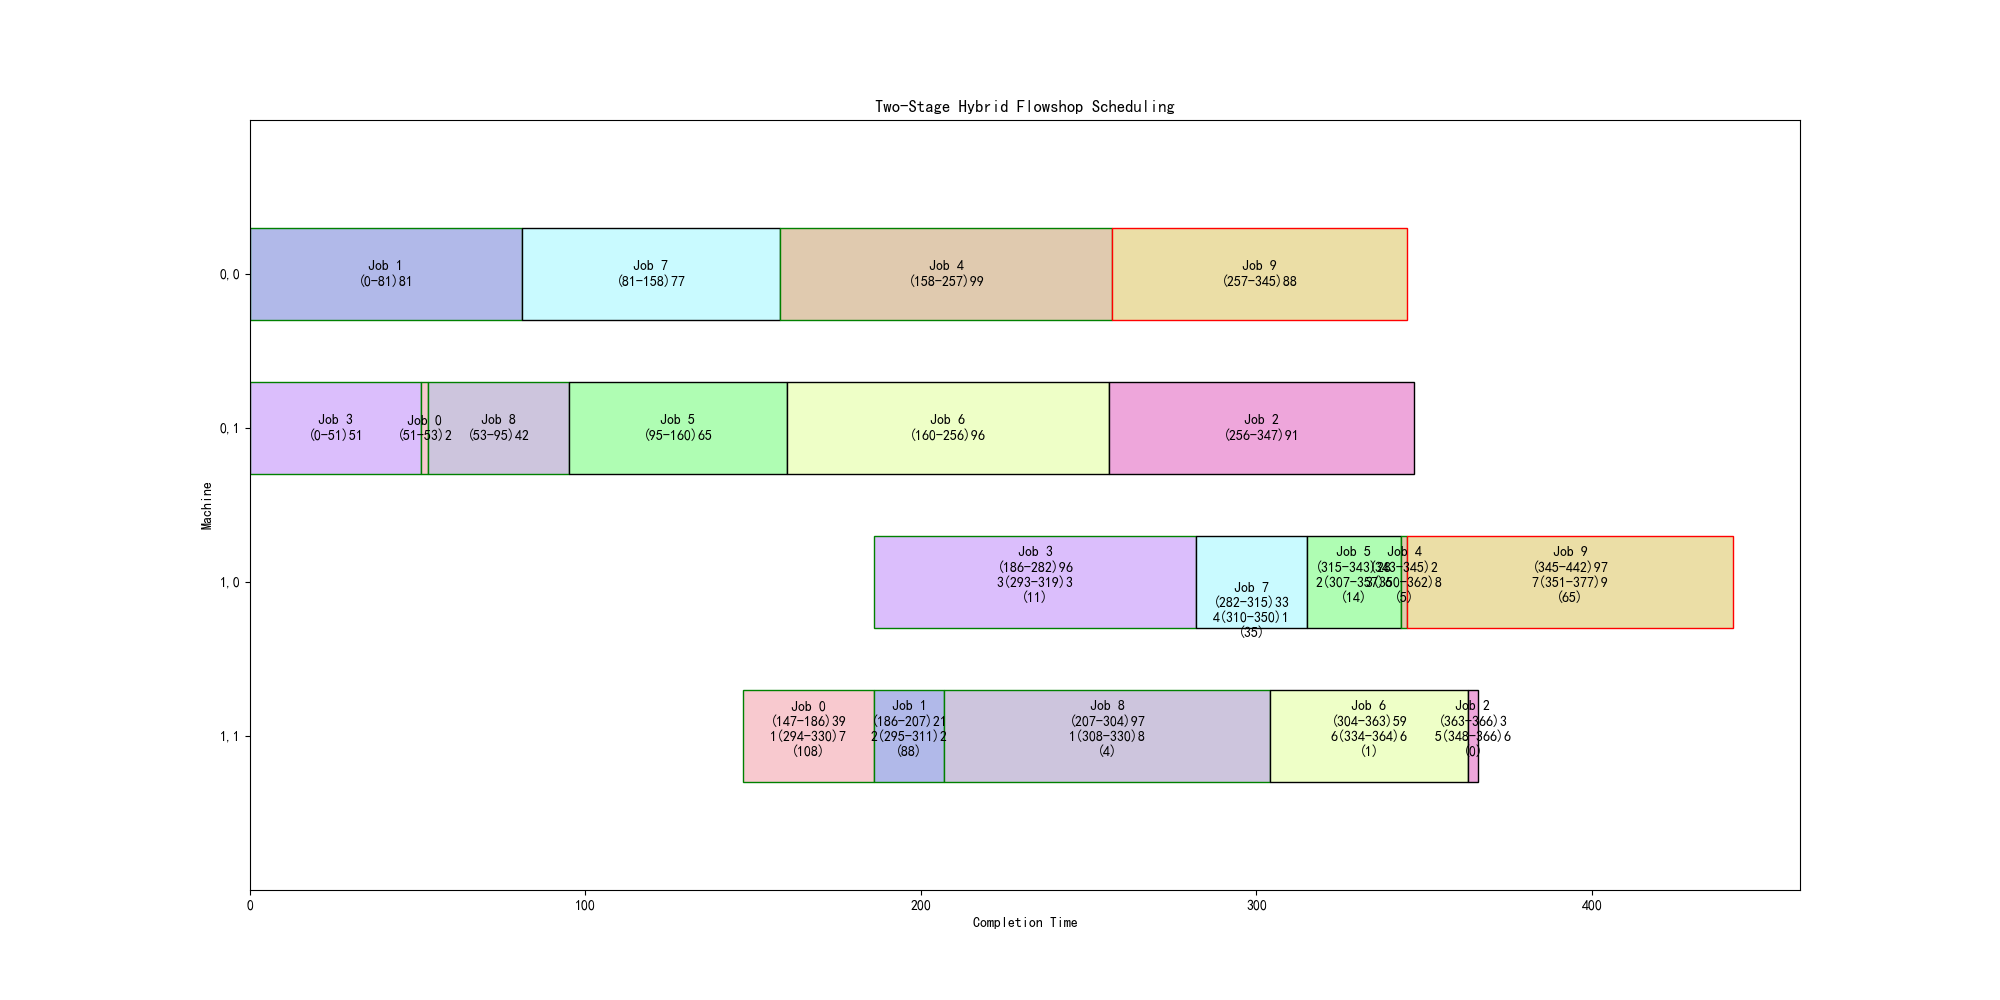 Two-Stage Hybrid Flowshop Scheduling
Machine
0,0
Job 1
(0-81)81
Job 7
(81-158)77
Job 4
(158-257)99
Job 9
(257-345)88
0,1
Job 3
(0-51)51
Job 0
(51-53)2
Job 8
(53-95)42
Job 5
(95-160)65
Job 6
(160-256)96
Job 2
(256-347)91
1,0
Job 3
(186-282)96
3(293-319)3
(11)
Job 7
(282-315)33
4(310-350)1
(35)
Job 5
(315-343)28
(14)
Job 4
(343-345)2
(5)
Job 9
(345-442)97
7(351-377)9
(65)
1,1
Job 0
(147-186)39
1(294-330)7
(108)
Job 1
(186-207)21
2(295-311)2
(88)
Job 8
(207-304)97
1(308-330)8
(4)
Job 6
(304-363)59
6(334-364)6
(1)
Job 2
(363-366)3
5(348-366)6
(0)
0
100
200
300
400
Completion Time